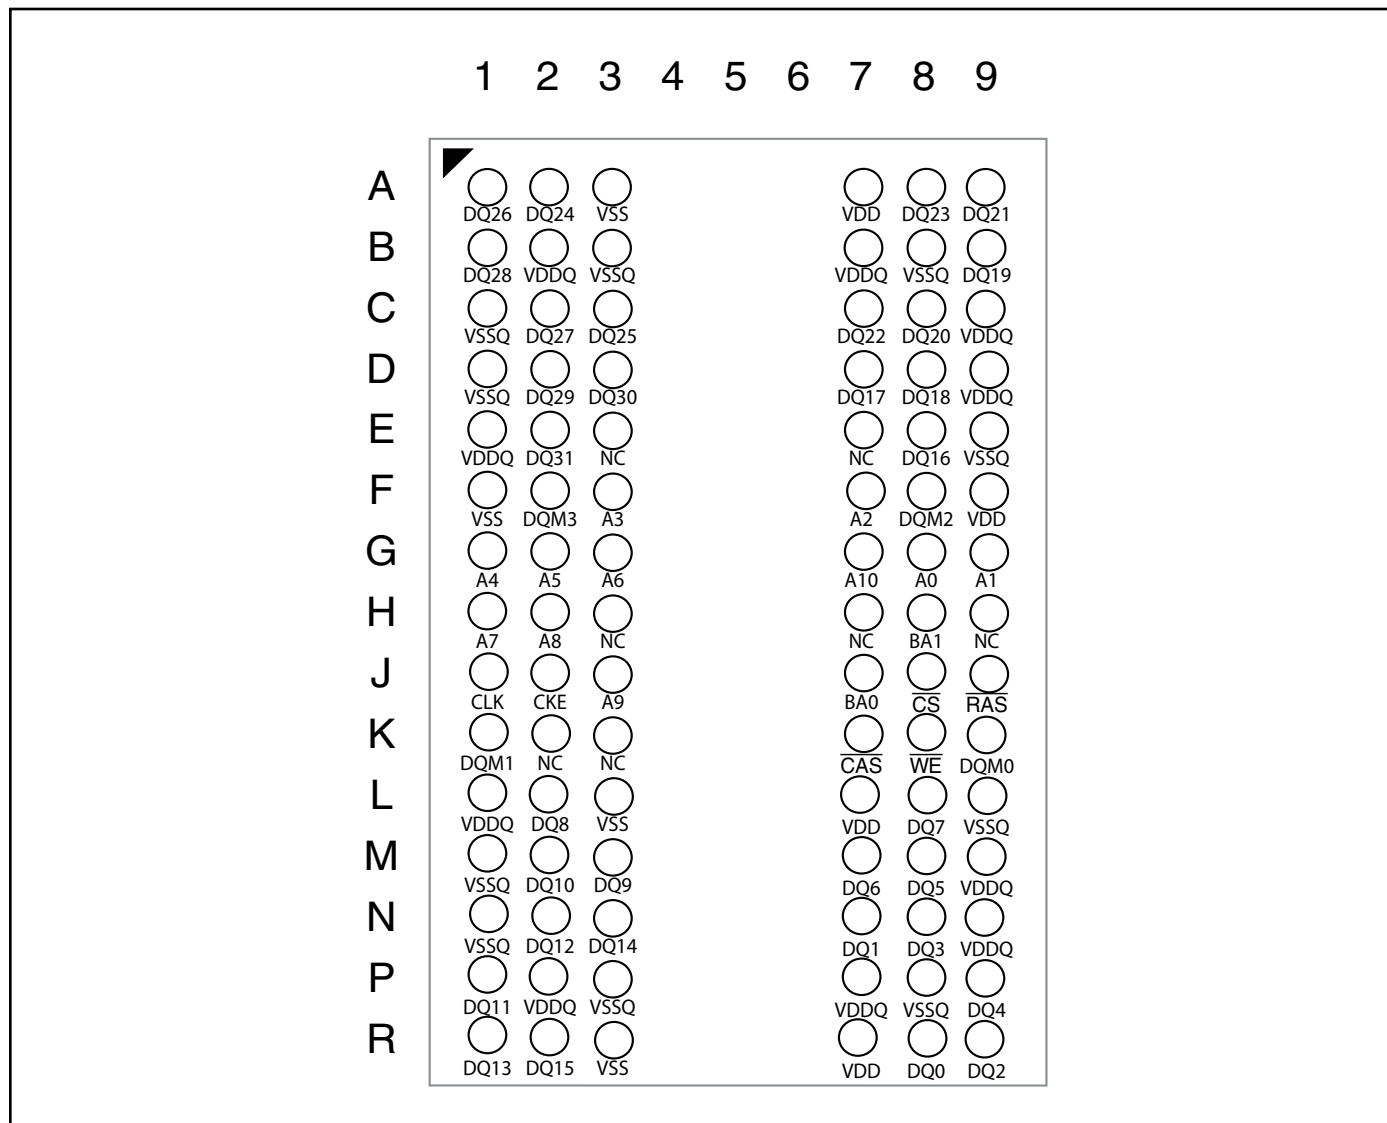 1 2 3 4 5 6 7 8 9
A
DQ26 DQ24 VSS VDD DQ23 DQ21
B
DQ28 VDDQ VSSQ VDDQ VSSQ DQ19
C
VSSQ DQ27 DQ25 DQ22 DQ20 VDDQ
D
VSSQ DQ29 DQ30 DQ17 DQ18 VDDQ
E
VDDQ DQ31 NC NC DQ16 VSSQ
F
VSS DQM3 A3 A2 DQM2 VDD
G
A4 A5 A6 A10 A0 A1
H
A7 A8 NC NC BA1 NC
J
CLK CKE A9 BA0 C̅S̅ R̅A̅S̅
K
DQM1 NC NC C̅A̅S̅ W̅E̅ DQM0
L
VDDQ DQ8 VSS VDD DQ7 VSSQ
M
VSSQ DQ10 DQ9 DQ6 DQ5 VDDQ
N
VSSQ DQ12 DQ14 DQ1 DQ3 VDDQ
P
DQ11 VDDQ VSSQ VDDQ VSSQ DQ4
R
DQ13 DQ15 VSS VDD DQ0 DQ2